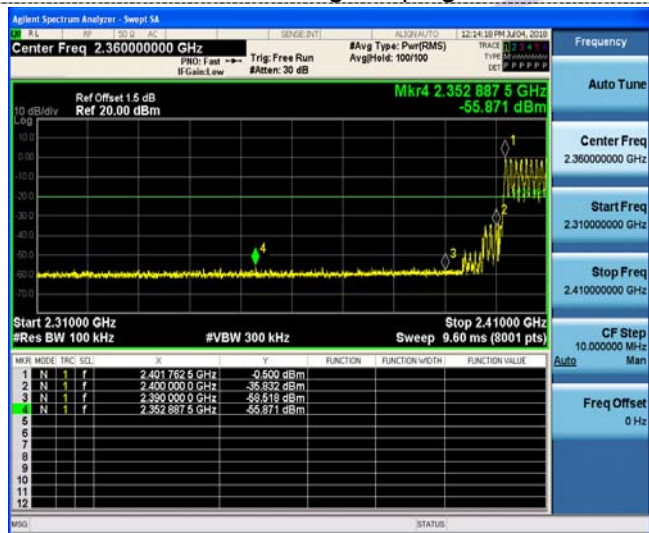 Agilent Spectrum Analyzer - Swept SA
RL RF 50 Ω AC SENSE:INT ALIGN AUTO 12:14:18 PM Jul 04, 2018
Center Freq 2.360000000 GHz
PNO: Fast
IFGain:Low
Trig: Free Run
#Atten: 30 dB
#Avg Type: Pwr(RMS)
Avg|Hold: 100/100
TRACE 1 2 3 4 5 6
TYPE M
DET P P P P P P
Frequency
Auto Tune
Center Freq
2.360000000 GHz
Start Freq
2.310000000 GHz
Stop Freq
2.410000000 GHz
CF Step
10.000000 MHz
Auto Man
Freq Offset
0 Hz
Mkr4 2.352 887 5 GHz
-55.871 dBm
Ref Offset 1.5 dB
10 dB/div Ref 20.00 dBm
Log
10.0
0.00
-10.0
-20.0
-30.0
-40.0
-50.0
-60.0
-70.0
1
2
3
4
Start 2.31000 GHz Stop 2.41000 GHz
#Res BW 100 kHz #VBW 300 kHz Sweep 9.60 ms (8001 pts)
MKR MODE TRC SCL X Y FUNCTION FUNCTION WIDTH FUNCTION VALUE
1 N 1 f 2.401 762 5 GHz -0.500 dBm
2 N 1 f 2.400 000 0 GHz -35.832 dBm
3 N 1 f 2.390 000 0 GHz -58.518 dBm
4 N 1 f 2.352 887 5 GHz -55.871 dBm
5
6
7
8
9
10
11
12
MSG STATUS